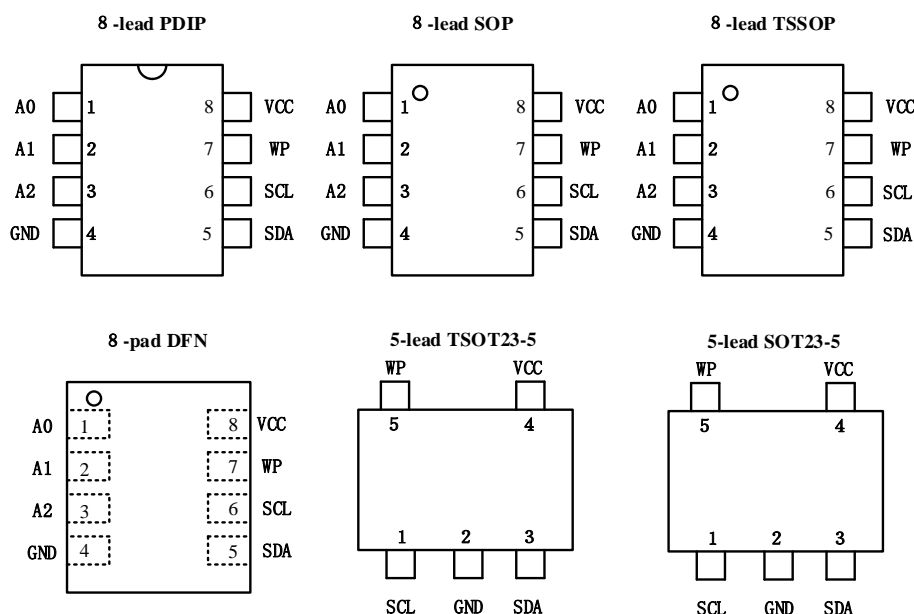 8 -lead PDIP 8 -lead SOP 8 -lead TSSOP
A0 1 8 VCC A0 1 8 VCC A0 1 8 VCC
A1 2 7 WP A1 2 7 WP A1 2 7 WP
A2 3 6 SCL A2 3 6 SCL A2 3 6 SCL
GND 4 5 SDA GND 4 5 SDA GND 4 5 SDA
8 -pad DFN 5-lead TSOT23-5 5-lead SOT23-5
WP VCC WP VCC
A0 1 8 VCC 5 4 5 4
A1 2 7 WP
A2 3 6 SCL
GND 4 5 SDA 1 2 3 1 2 3
SCL GND SDA SCL GND SDA